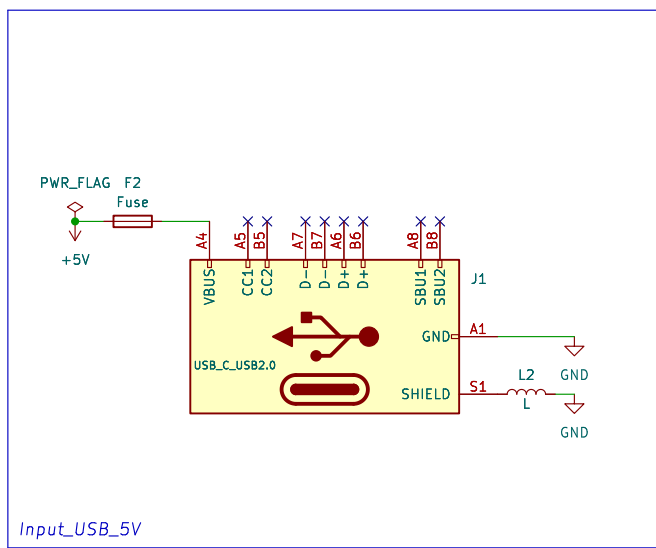 PWR_FLAG F2
Fuse
+5V
A4 A5 B5 A7 B7 A6 B6 A8 B8
VBUS CC1 CC2 D- D- D+ D+ SBU1 SBU2
J1
GND A1
USB_C_USB2.0
GND
SHIELD S1
L2
L
GND
Input_USB_5V